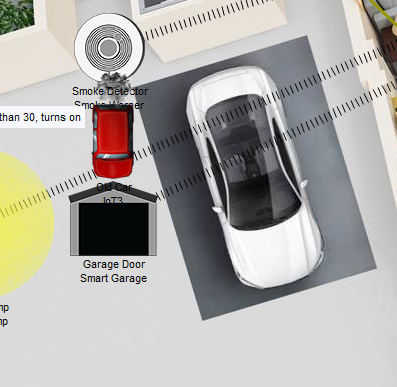 Smoke Detector
Smoke Warner
than 30, turns on
Old Car
IoT3
Garage Door
Smart Garage
mp
mp